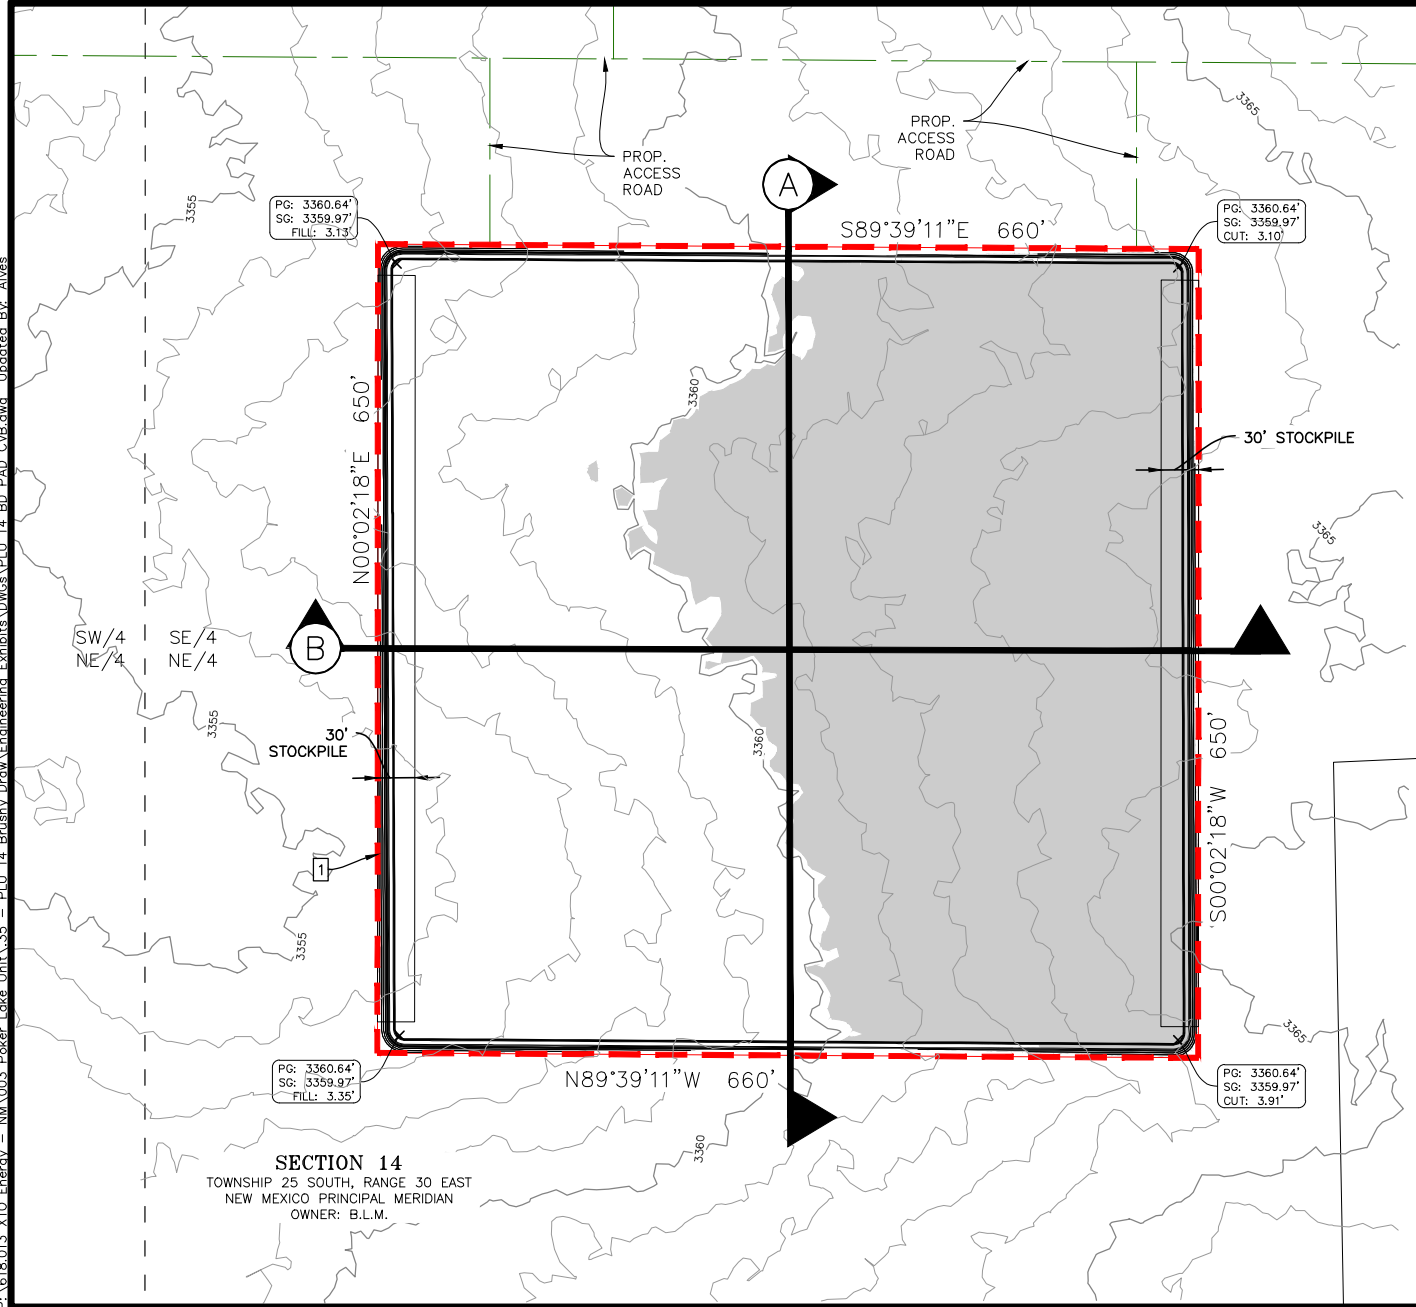 3365
PROP.
ACCESS
ROAD
PROP.
ACCESS
ROAD
A
3355
PG: 3360.64'
SG: 3359.97'
FILL: 3.13'
PG: 3360.64'
SG: 3359.97'
CUT: 3.10'
S89°39'11"E 660'
N00°02'18"E 650'
3360
30' STOCKPILE
3365
SW/4
NE/4
SE/4
NE/4
B
3355
30'
STOCKPILE
3360
S00°02'18"W 650'
1
3355
3365
PG: 3360.64'
SG: 3359.97'
FILL: 3.35'
N89°39'11"W 660'
PG: 3360.64'
SG: 3359.97'
CUT: 3.91'
3360
SECTION 14
TOWNSHIP 25 SOUTH, RANGE 30 EAST
NEW MEXICO PRINCIPAL MERIDIAN
OWNER: B.L.M.